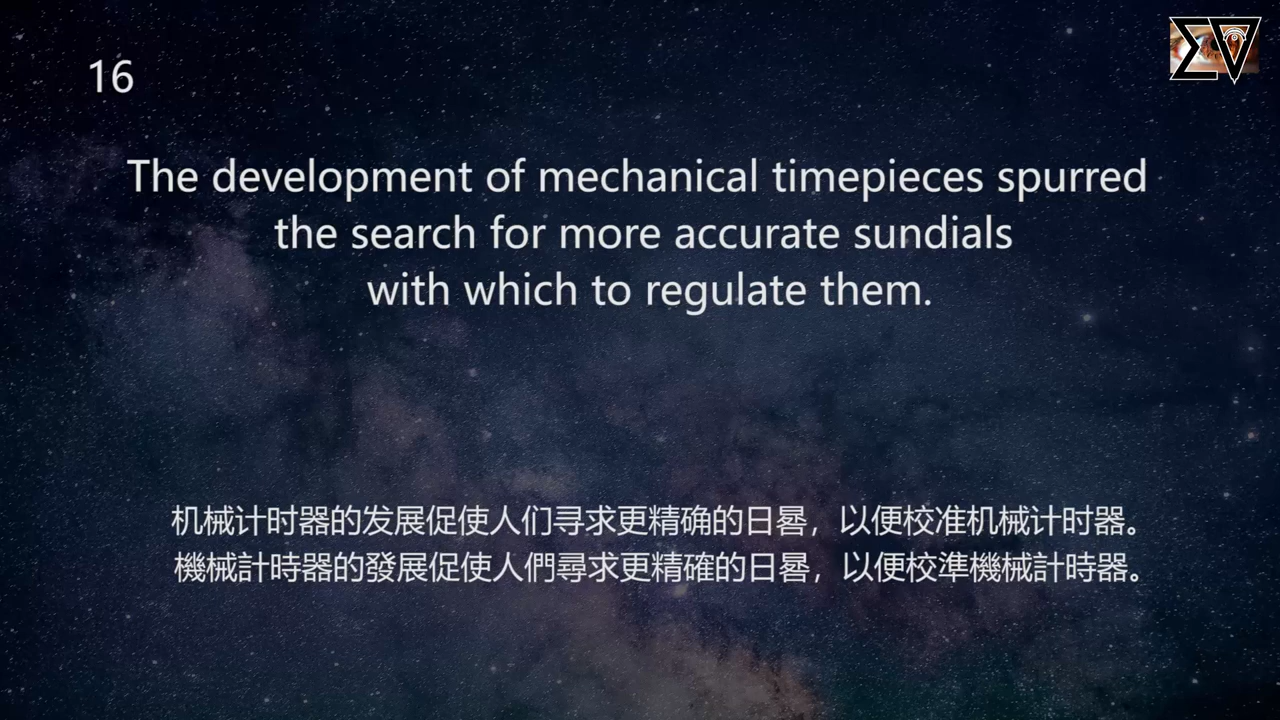 16
The development of mechanical timepieces spurred
the search for more accurate sundials
with which to regulate them.
机械计时器的发展促使人们寻求更精确的日晷，以便校准机械计时器。
機械計時器的發展促使人們尋求更精確的日晷，以便校準機械計時器。